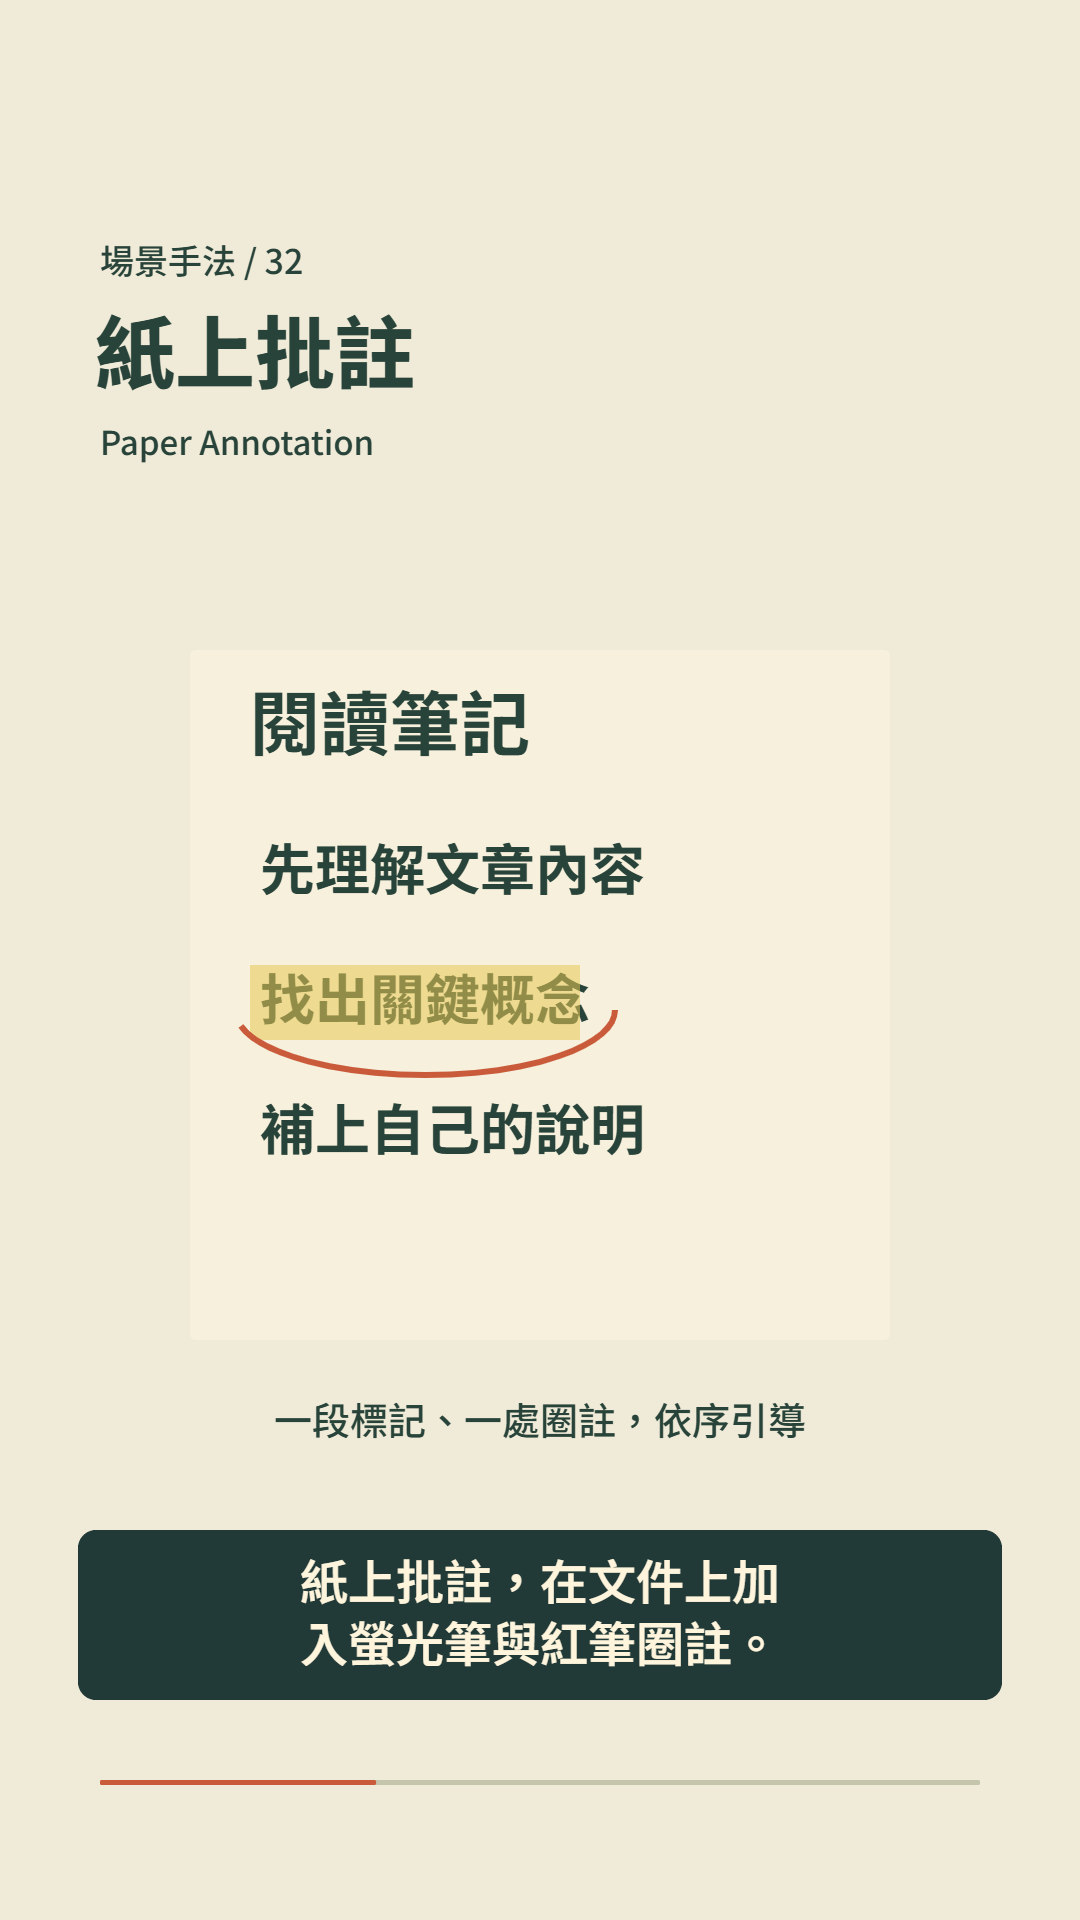 場景手法 / 32
紙上批註
Paper Annotation
閱讀筆記
先理解文章內容
找出關鍵概念
補上自己的說明
一段標記、一處圈註，依序引導
紙上批註，在文件上加
入螢光筆與紅筆圈註。